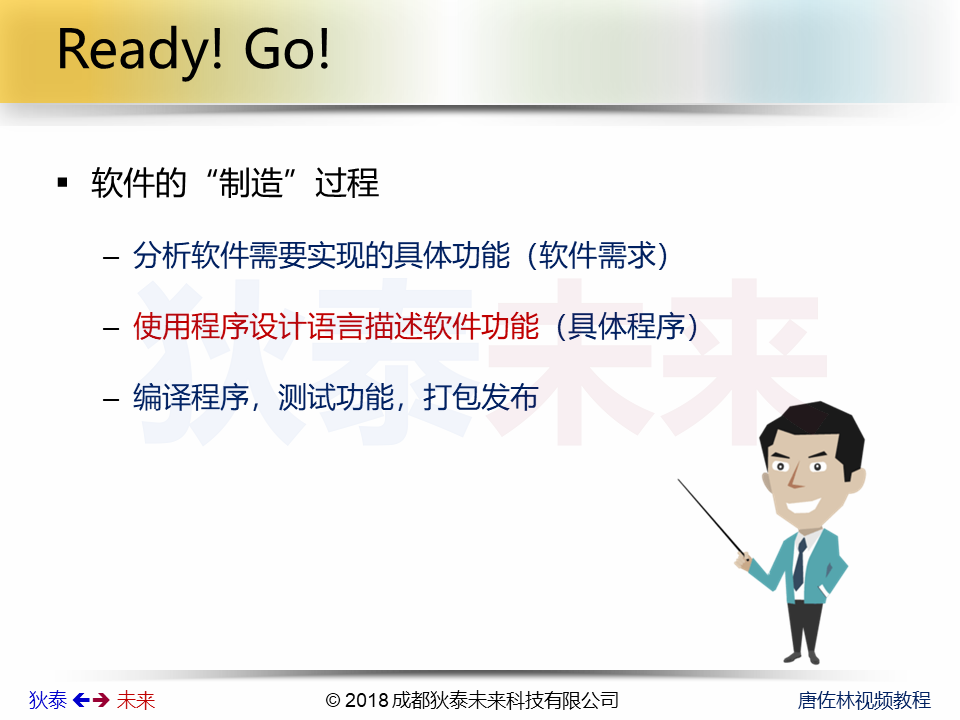 Ready! Go!
▪ 软件的“制造”过程
– 分析软件需要实现的具体功能（软件需求）
– 使用程序设计语言描述软件功能（具体程序）
– 编译程序，测试功能，打包发布
狄泰未来
狄泰 🡸🡺 未来
© 2018 成都狄泰未来科技有限公司
唐佐林视频教程